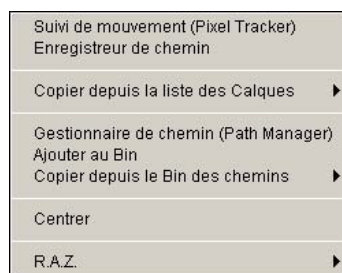 Suivi de mouvement (Pixel Tracker)
Enregistreur de chemin
Copier depuis la liste des Calques
Gestionnaire de chemin (Path Manager)
Ajouter au Bin
Copier depuis le Bin des chemins
Centrer
R.A.Z.